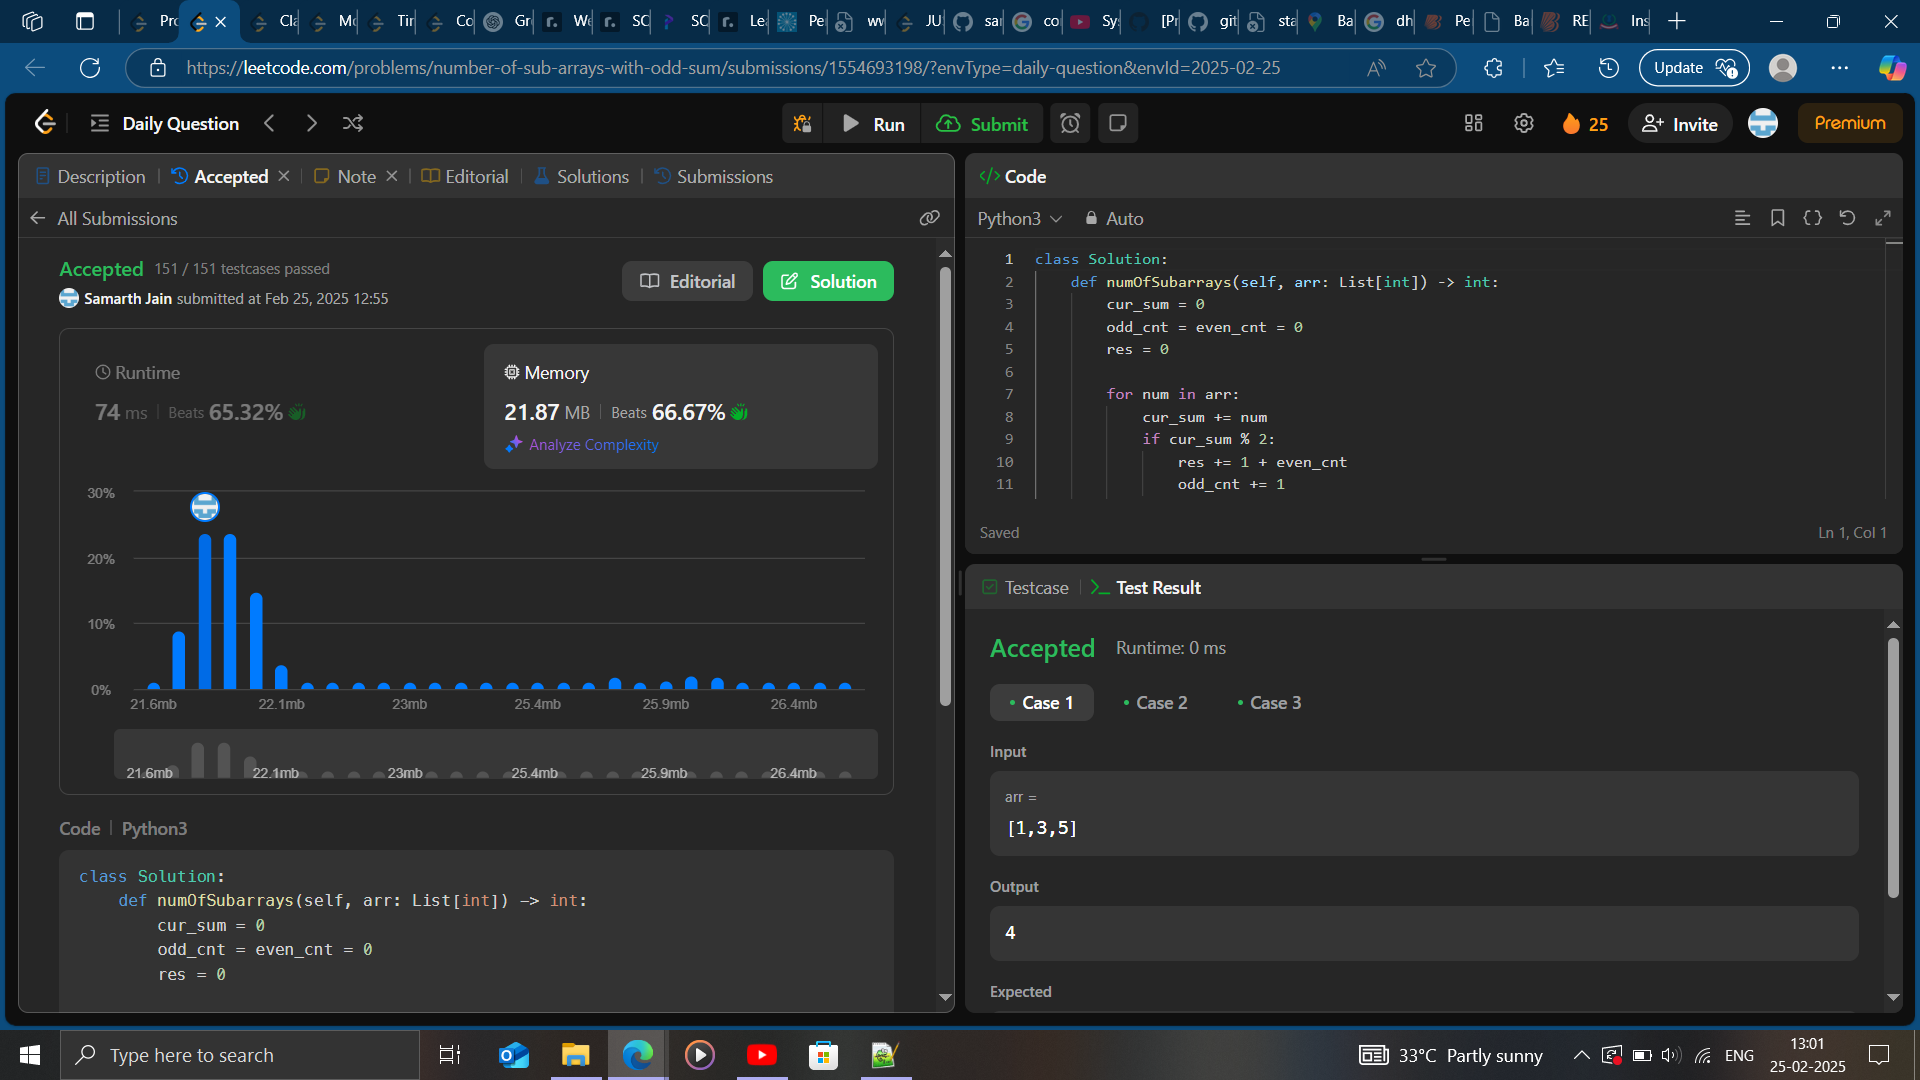 Pro
Cla
Mo
Tin
Co
Gr
We
SC
SC
Lea
Pe
wv
JU
sar
co
Sy
[Pr
git
sta
Ba
dh
Pe
Ba
RE
Ins
https://leetcode.com/problems/number-of-sub-arrays-with-odd-sum/submissions/1554693198/?envType=daily-question&envId=2025-02-25
Update
Daily Question
Run
Submit
25
Invite
Premium
Description
Accepted
Note
Editorial
Solutions
Submissions
All Submissions
Accepted 151 / 151 testcases passed
Samarth Jain submitted at Feb 25, 2025 12:55
Editorial
Solution
Runtime
74 ms | Beats 65.32%
Memory
21.87 MB | Beats 66.67%
Analyze Complexity
30%
20%
10%
0%
21.6mb 22.1mb 23mb 25.4mb 25.9mb 26.4mb
21.6mb 22.1mb 23mb 25.4mb 25.9mb 26.4mb
Code | Python3
class Solution:
def numOfSubarrays(self, arr: List[int]) -> int:
cur_sum = 0
odd_cnt = even_cnt = 0
res = 0
</> Code
Python3
Auto
1 class Solution:
2 def numOfSubarrays(self, arr: List[int]) -> int:
3 cur_sum = 0
4 odd_cnt = even_cnt = 0
5 res = 0
6
7 for num in arr:
8 cur_sum += num
9 if cur_sum % 2:
10 res += 1 + even_cnt
11 odd_cnt += 1
Saved
Ln 1, Col 1
Testcase
Test Result
Accepted Runtime: 0 ms
Case 1
Case 2
Case 3
Input
arr =
[1,3,5]
Output
4
Expected
Type here to search
33°C Partly sunny
ENG
13:01
25-02-2025